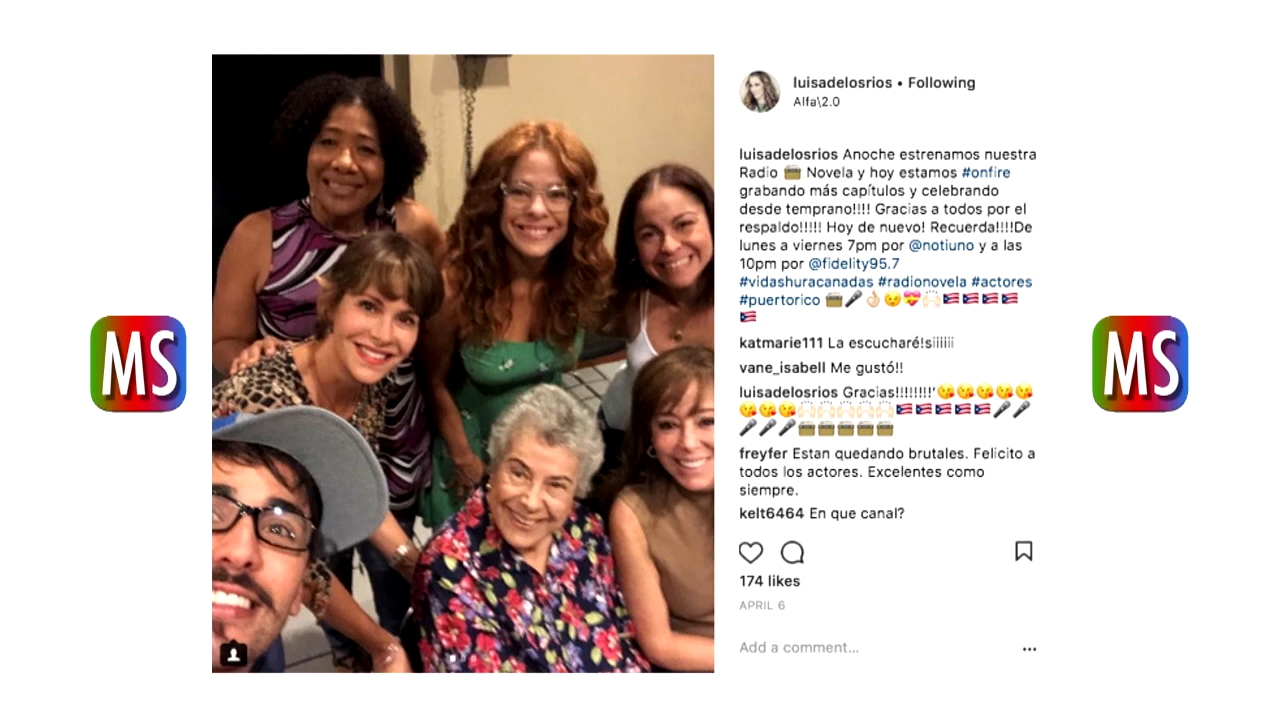 luisadelosrios • Following
Alfa\2.0
luisadelosrios Anoche estrenamos nuestra
Radio 📻 Novela y hoy estamos #onfire
grabando más capítulos y celebrando
desde temprano!!!! Gracias a todos por el
respaldo!!!!! Hoy de nuevo! Recuerda!!!!De
lunes a viernes 7pm por @notiuno y a las
10pm por @fidelity95.7
#vidashuracanadas #radionovela #actores
#puertorico 📻🎤👌🏻😉💝🙌🏻🇵🇷🇵🇷🇵🇷🇵🇷
🇵🇷
katmarie111 La escucharé!siiiiii
vane_isabell Me gustó!!
luisadelosrios Gracias!!!!!!!!'😘😘😘😘😘
😘😘😘🙌🏻🙌🏻🙌🏻🙌🏻🙌🏻🇵🇷🇵🇷🇵🇷🇵🇷🇵🇷🎤🎤
🎤🎤🎤📻📻📻📻📻
freyfer Estan quedando brutales. Felicito a
todos los actores. Excelentes como
siempre.
kelt6464 En que canal?
174 likes
APRIL 6
Add a comment...
MS
MS